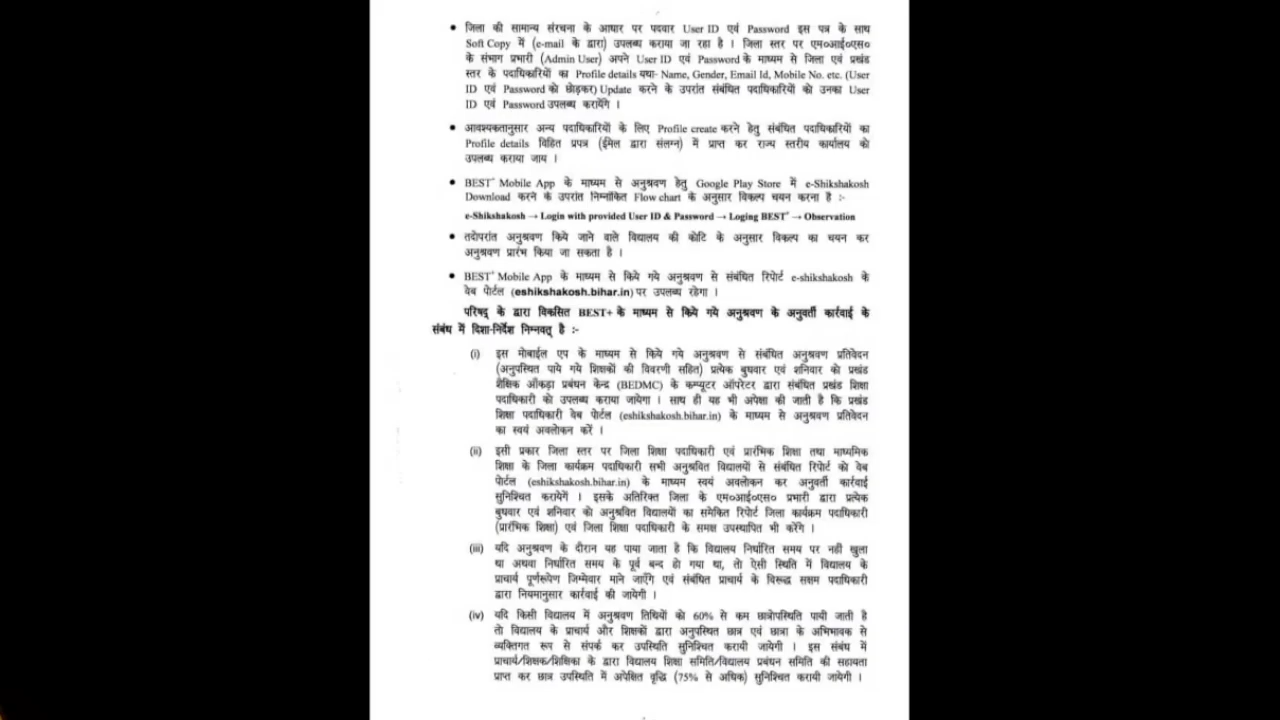 • जिला की सामान्य संरचना के आधार पर पदवार User ID एवं Password इस पत्र के साथ
Soft Copy में (e-mail के द्वारा) उपलब्ध कराया जा रहा है । जिला स्तर पर एम०आई०एस०
के संभाग प्रभारी (Admin User) अपने User ID एवं Password के माध्यम से जिला एवं प्रखंड
स्तर के पदाधिकारियों का Profile details यथा- Name, Gender, Email Id, Mobile No. etc. (User
ID एवं Password को छोड़कर) Update करने के उपरांत संबंधित पदाधिकारियों को उनका User
ID एवं Password उपलब्ध करायेंगे ।
• आवश्यकतानुसार अन्य पदाधिकारियों के लिए Profile create करने हेतु संबंधित पदाधिकारियों का
Profile details विहित प्रपत्र (ईमेल द्वारा संलग्न) में प्राप्त कर राज्य स्तरीय कार्यालय को
उपलब्ध कराया जाय ।
• BEST+ Mobile App के माध्यम से अनुश्रवण हेतु Google Play Store में e-Shikshakosh
Download करने के उपरांत निम्नांकित Flow chart के अनुसार विकल्प चयन करना है :-
e-Shikshakosh → Login with provided User ID & Password → Loging BEST+ → Observation
• तदोपरांत अनुश्रवण किये जाने वाले विद्यालय की कोटि के अनुसार विकल्प का चयन कर
अनुश्रवण प्रारंभ किया जा सकता है ।
• BEST+ Mobile App के माध्यम से किये गये अनुश्रवण से संबंधित रिपोर्ट e-shikshakosh के
वेब पोर्टल (eshikshakosh.bihar.in) पर उपलब्ध रहेगा ।
परिषद् के द्वारा विकसित BEST+ के माध्यम से किये गये अनुश्रवण के अनुवर्ती कार्रवाई के
संबंध में दिशा-निर्देश निम्नवत् है :-
(i) इस मोबाईल एप के माध्यम से किये गये अनुश्रवण से संबंधित अनुश्रवण प्रतिवेदन
(अनुपस्थित पाये गये शिक्षकों की विवरणी सहित) प्रत्येक बुधवार एवं शनिवार को प्रखंड
शैक्षिक आँकड़ा प्रबंधन केन्द्र (BEDMC) के कम्प्यूटर ऑपरेटर द्वारा संबंधित प्रखंड शिक्षा
पदाधिकारी को उपलब्ध कराया जायेगा । साथ ही यह भी अपेक्षा की जाती है कि प्रखंड
शिक्षा पदाधिकारी वेब पोर्टल (eshikshakosh.bihar.in) के माध्यम से अनुश्रवण प्रतिवेदन
का स्वयं अवलोकन करें ।
(ii) इसी प्रकार जिला स्तर पर जिला शिक्षा पदाधिकारी एवं प्रारंभिक शिक्षा तथा माध्यमिक
शिक्षा के जिला कार्यक्रम पदाधिकारी सभी अनुश्रवित विद्यालयों से संबंधित रिपोर्ट को वेब
पोर्टल (eshikshakosh.bihar.in) के माध्यम स्वयं अवलोकन कर अनुवर्ती कार्रवाई
सुनिश्चित करायेगें । इसके अतिरिक्त जिला के एम०आई०एस० प्रभारी द्वारा प्रत्येक
बुधवार एवं शनिवार को अनुश्रवित विद्यालयों का समेकित रिपोर्ट जिला कार्यक्रम पदाधिकारी
(प्रारंभिक शिक्षा) एवं जिला शिक्षा पदाधिकारी के समक्ष उपस्थापित भी करेंगे ।
(iii) यदि अनुश्रवण के दौरान यह पाया जाता है कि विद्यालय निर्धारित समय पर नहीं खुला
था अथवा निर्धारित समय के पूर्व बन्द हो गया था, तो ऐसी स्थिति में विद्यालय के
प्राचार्य पूर्णरूपेण जिम्मेवार माने जाएँगे एवं संबंधित प्राचार्य के विरूद्ध सक्षम पदाधिकारी
द्वारा नियमानुसार कार्रवाई की जायेगी ।
(iv) यदि किसी विद्यालय में अनुश्रवण तिथियों को 60% से कम छात्रोपस्थिति पायी जाती है
तो विद्यालय के प्राचार्य और शिक्षकों द्वारा अनुपस्थित छात्र एवं छात्रा के अभिभावक से
व्यक्तिगत रूप से संपर्क कर उपस्थिति सुनिश्चित करायी जायेगी । इस संबंध में
प्राचार्य/शिक्षक/शिक्षिका के द्वारा विद्यालय शिक्षा समिति/विद्यालय प्रबंधन समिति की सहायता
प्राप्त कर छात्र उपस्थिति में अपेक्षित वृद्धि (75% से अधिक) सुनिश्चित करायी जायेगी ।